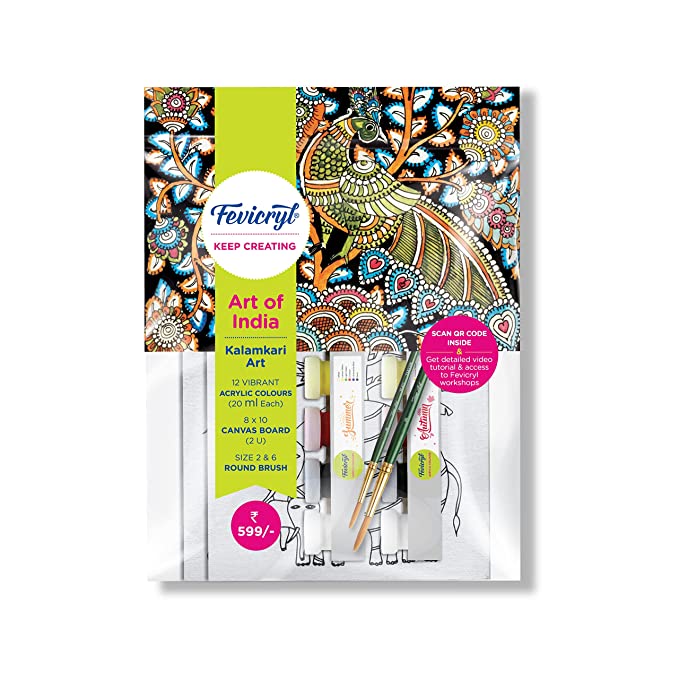 Fevicryl®
KEEP CREATING
Art of
India
Kalamkari
Art
12 VIBRANT
ACRYLIC COLOURS
(20 ml Each)
8 x 10
CANVAS BOARD
(2 U)
SIZE 2 & 6
ROUND BRUSH
₹
599/-
SCAN QR CODE
INSIDE
&
Get detailed video
tutorial & access
to Fevicryl
workshops
Summer
Fevicryl
Autumn
Fevicryl